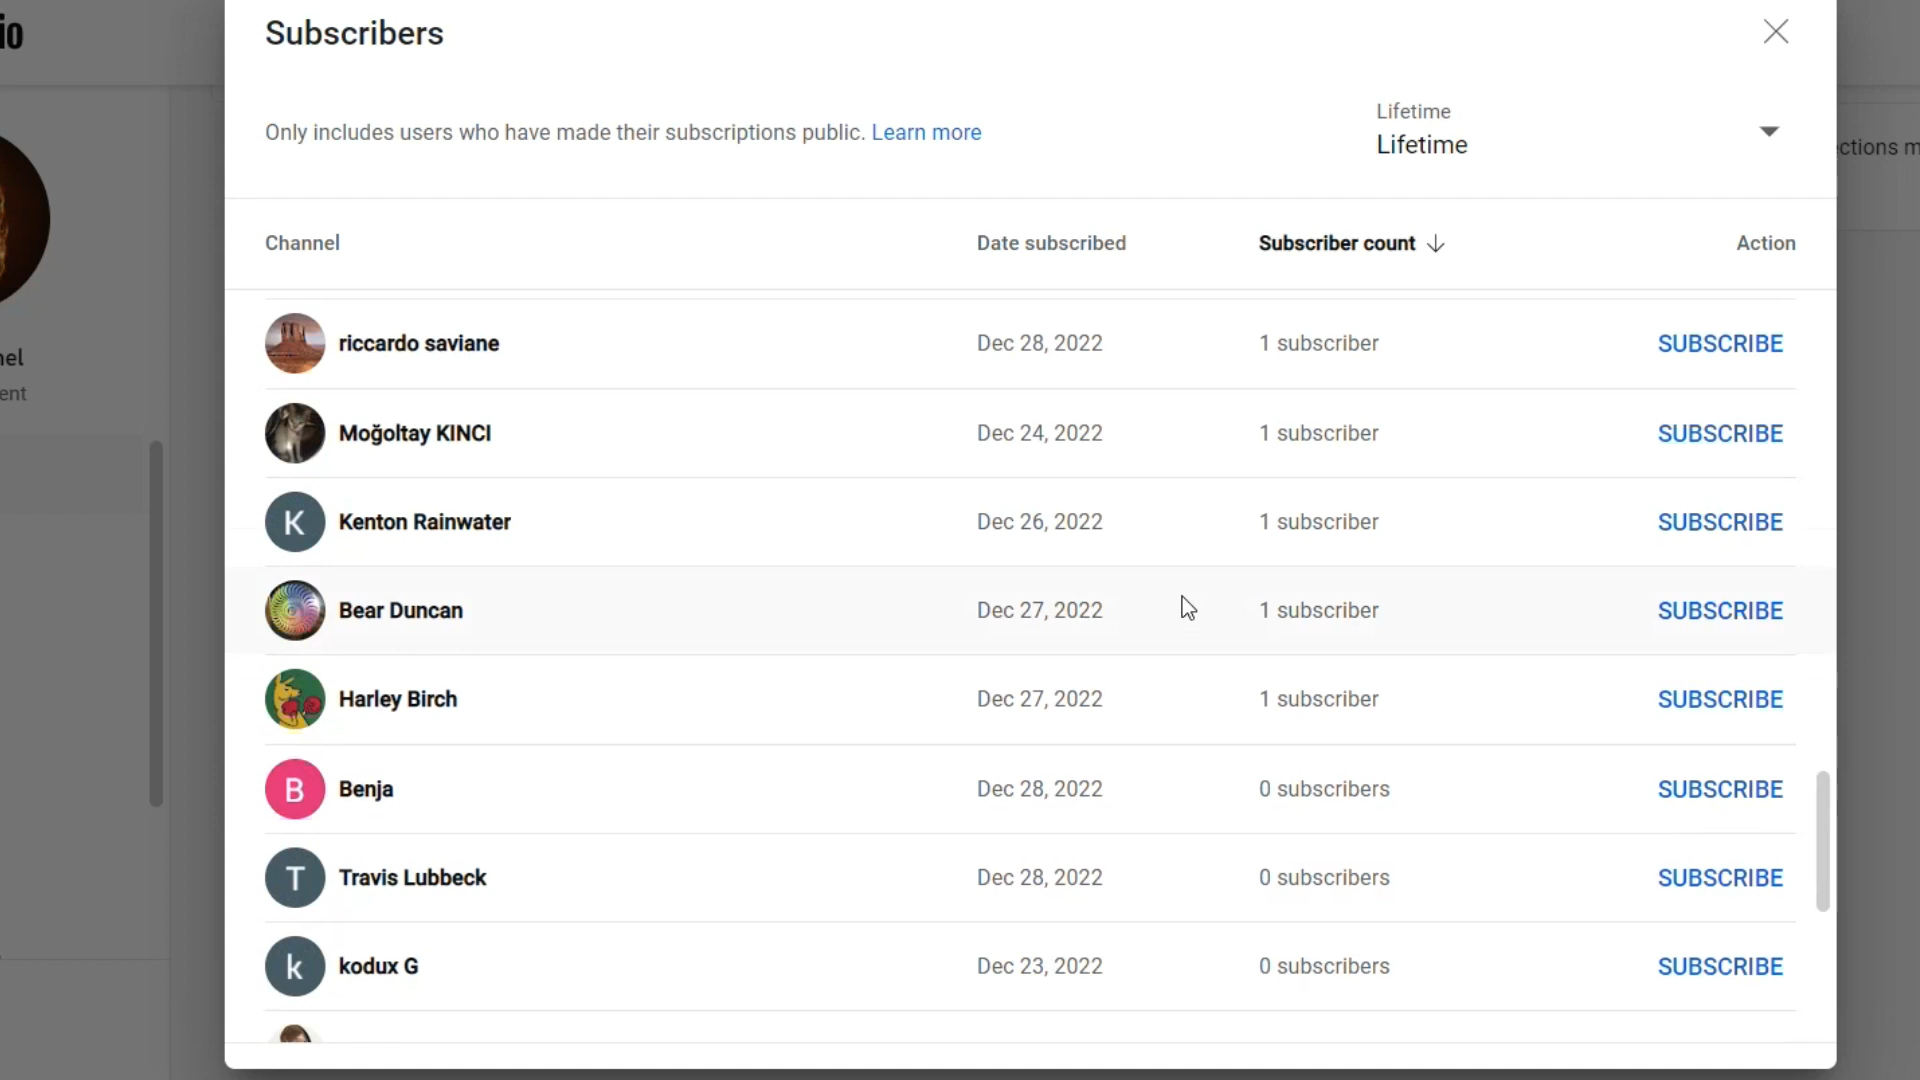 io
Subscribers
Only includes users who have made their subscriptions public. Learn more
Lifetime
Lifetime
ctions m
Channel Date subscribed Subscriber count Action
riccardo saviane Dec 28, 2022 1 subscriber SUBSCRIBE
nel
ent
Moğoltay KINCI Dec 24, 2022 1 subscriber SUBSCRIBE
K Kenton Rainwater Dec 26, 2022 1 subscriber SUBSCRIBE
Bear Duncan Dec 27, 2022 1 subscriber SUBSCRIBE
Harley Birch Dec 27, 2022 1 subscriber SUBSCRIBE
B Benja Dec 28, 2022 0 subscribers SUBSCRIBE
T Travis Lubbeck Dec 28, 2022 0 subscribers SUBSCRIBE
k kodux G Dec 23, 2022 0 subscribers SUBSCRIBE